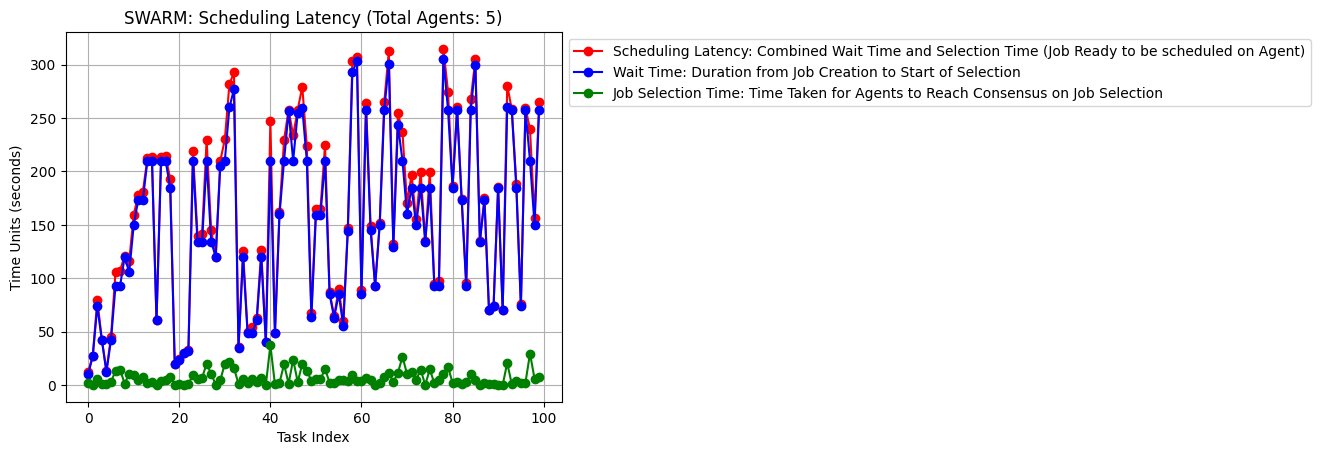 SWARM: Scheduling Latency (Total Agents: 5)
Scheduling Latency: Combined Wait Time and Selection Time (Job Ready to be scheduled on Agent)
Wait Time: Duration from Job Creation to Start of Selection
Job Selection Time: Time Taken for Agents to Reach Consensus on Job Selection
Time Units (seconds)
300
250
200
150
100
50
0
0 20 40 60 80 100
Task Index